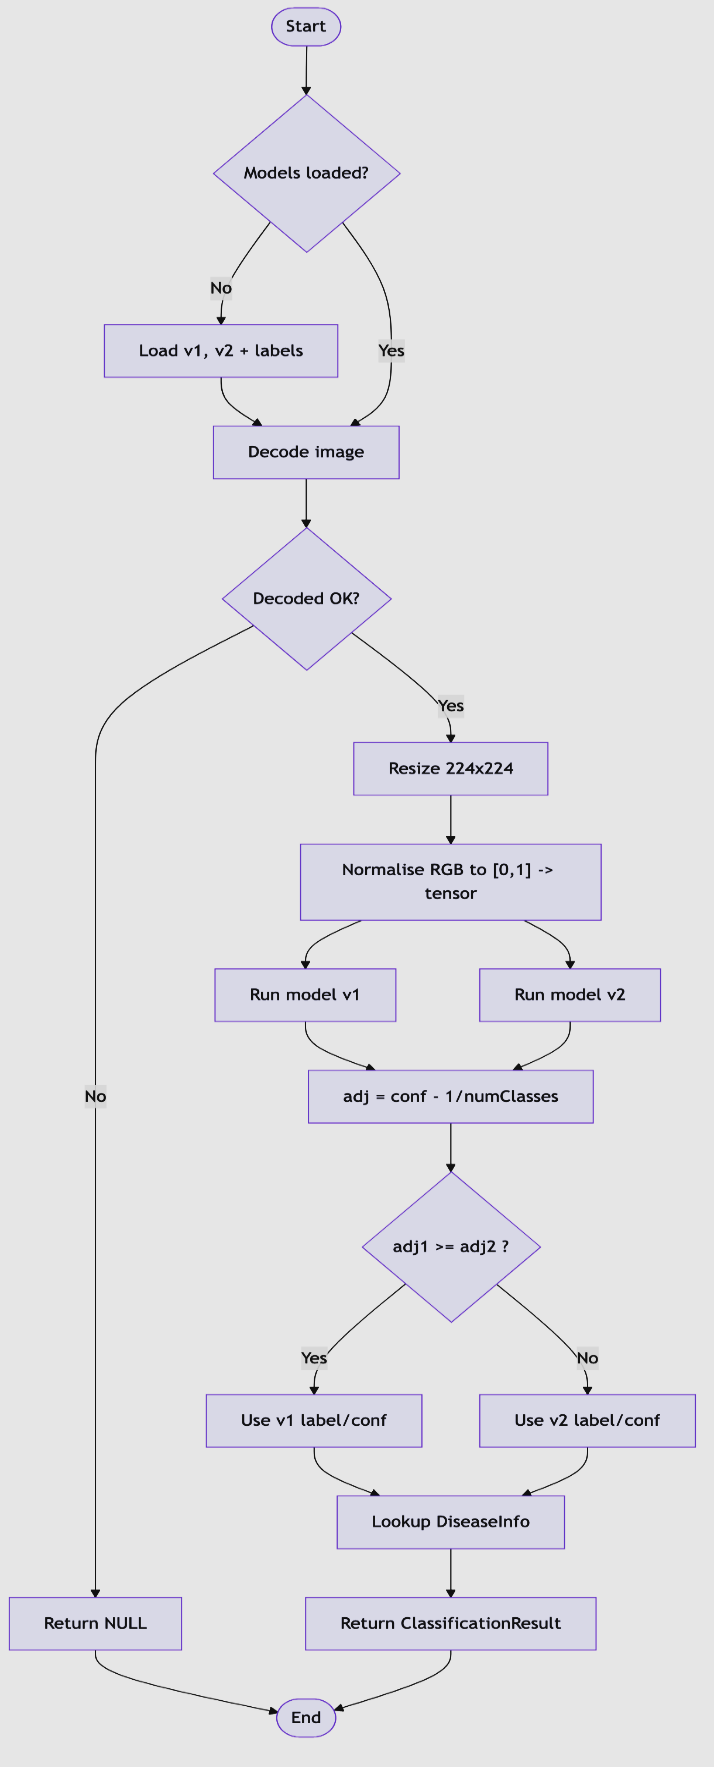 Start
Models loaded?
No
Yes
Load v1, v2 + labels
Decode image
Decoded OK?
Yes
Resize 224x224
Normalise RGB to [0,1] ->
tensor
Run model v1
Run model v2
No
adj = conf - 1/numClasses
adj1 >= adj2 ?
Yes
No
Use v1 label/conf
Use v2 label/conf
Lookup DiseaseInfo
Return NULL
Return ClassificationResult
End